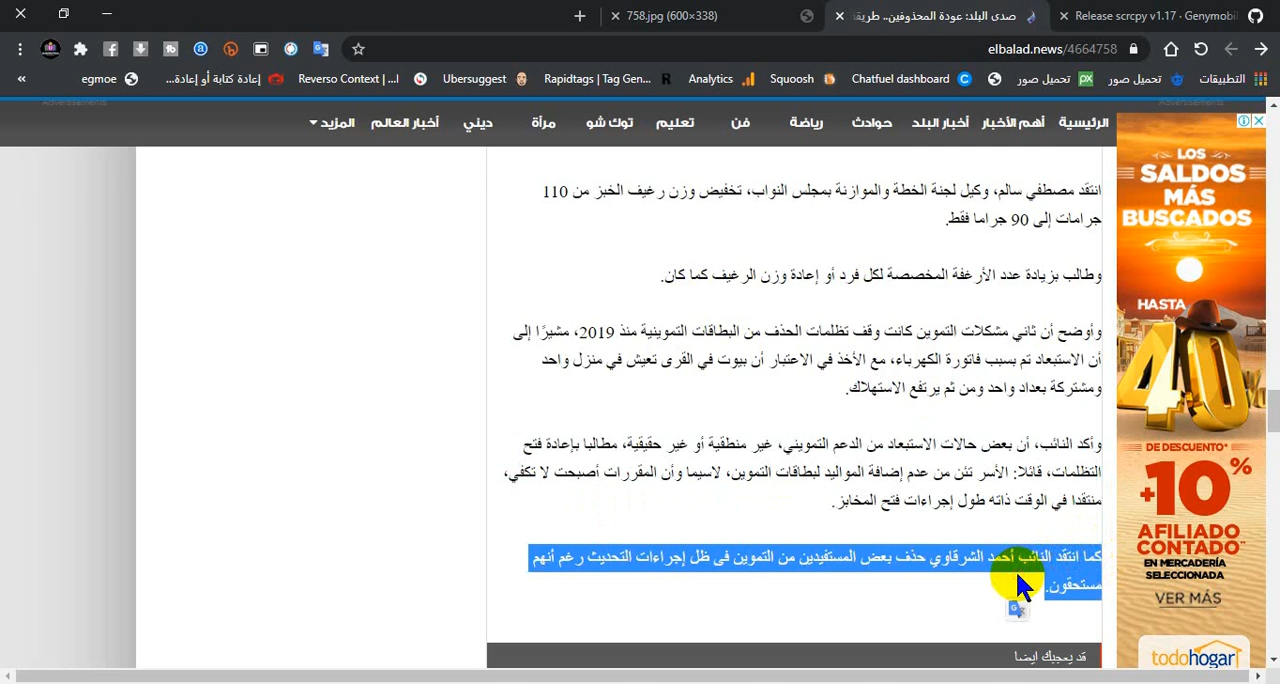 758.jpg (600×338)
صدى البلد: عودة المحذوفين.. طريقة
Release scrcpy v1.17 · Genymobil
elbalad.news/4664758
التطبيقات
تحميل صور
تحميل صور
Chatfuel dashboard
Squoosh
Analytics
Rapidtags | Tag Gen...
Ubersuggest
Reverso Context | ...l
إعادة كتابة أو إعادة...
egmoe
«
Advertisements
Advertisements
الرئيسية
أهم الأخبار
أخبار البلد
حوادث
رياضة
فن
تعليم
توك شو
مرأة
ديني
أخبار العالم
المزيد
انتقد مصطفي سالم، وكيل لجنة الخطة والموازنة بمجلس النواب، تخفيض وزن رغيف الخبز من 110
جرامات إلى 90 جراما فقط.
وطالب بزيادة عدد الأرغفة المخصصة لكل فرد أو إعادة وزن الرغيف كما كان.
وأوضح أن ثاني مشكلات التموين كانت وقف تظلمات الحذف من البطاقات التموينية منذ 2019، مشيرًا إلى
أن الاستبعاد تم بسبب فاتورة الكهرباء، مع الأخذ في الاعتبار أن بيوت في القرى تعيش في منزل واحد
ومشتركة بعداد واحد ومن ثم يرتفع الاستهلاك.
وأكد النائب، أن بعض حالات الاستبعاد من الدعم التمويني، غير منطقية أو غير حقيقية، مطالبا بإعادة فتح
التظلمات، قائلا: الأسر تئن من عدم إضافة المواليد لبطاقات التموين، لاسيما وأن المقررات أصبحت لا تكفي،
منتقدا في الوقت ذاته طول إجراءات فتح المخابز.
كما انتقد النائب أحمد الشرقاوي حذف بعض المستفيدين من التموين فى ظل إجراءات التحديث رغم أنهم
مستحقون.
قد يعجبك ايضا
LOS
SALDOS
MÁS
BUSCADOS
HASTA
40
DE DESCUENTO*
+10%
AFILIADO
CONTADO**
EN MERCADERÍA
SELECCIONADA
VER MÁS
todohogar